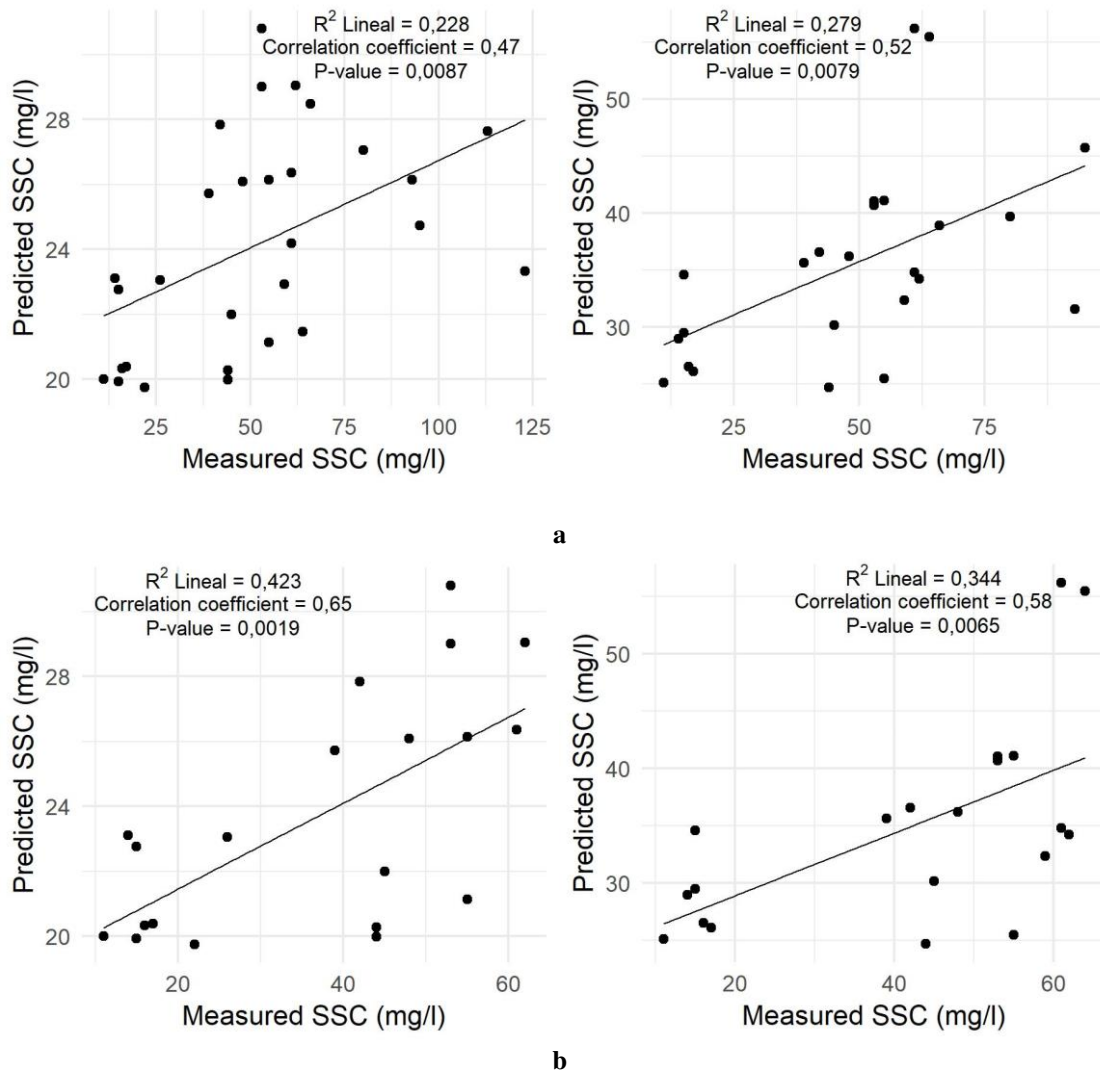 R² Lineal = 0,228
Correlation coefficient = 0,47
P-value = 0,0087
Predicted SSC (mg/l)
28
24
20
25
50
75
100
125
Measured SSC (mg/l)
R² Lineal = 0,279
Correlation coefficient = 0,52
P-value = 0,0079
Predicted SSC (mg/l)
50
40
30
25
50
75
Measured SSC (mg/l)
a
R² Lineal = 0,423
Correlation coefficient = 0,65
P-value = 0,0019
Predicted SSC (mg/l)
28
24
20
20
40
60
Measured SSC (mg/l)
R² Lineal = 0,344
Correlation coefficient = 0,58
P-value = 0,0065
Predicted SSC (mg/l)
50
40
30
20
40
60
Measured SSC (mg/l)
b